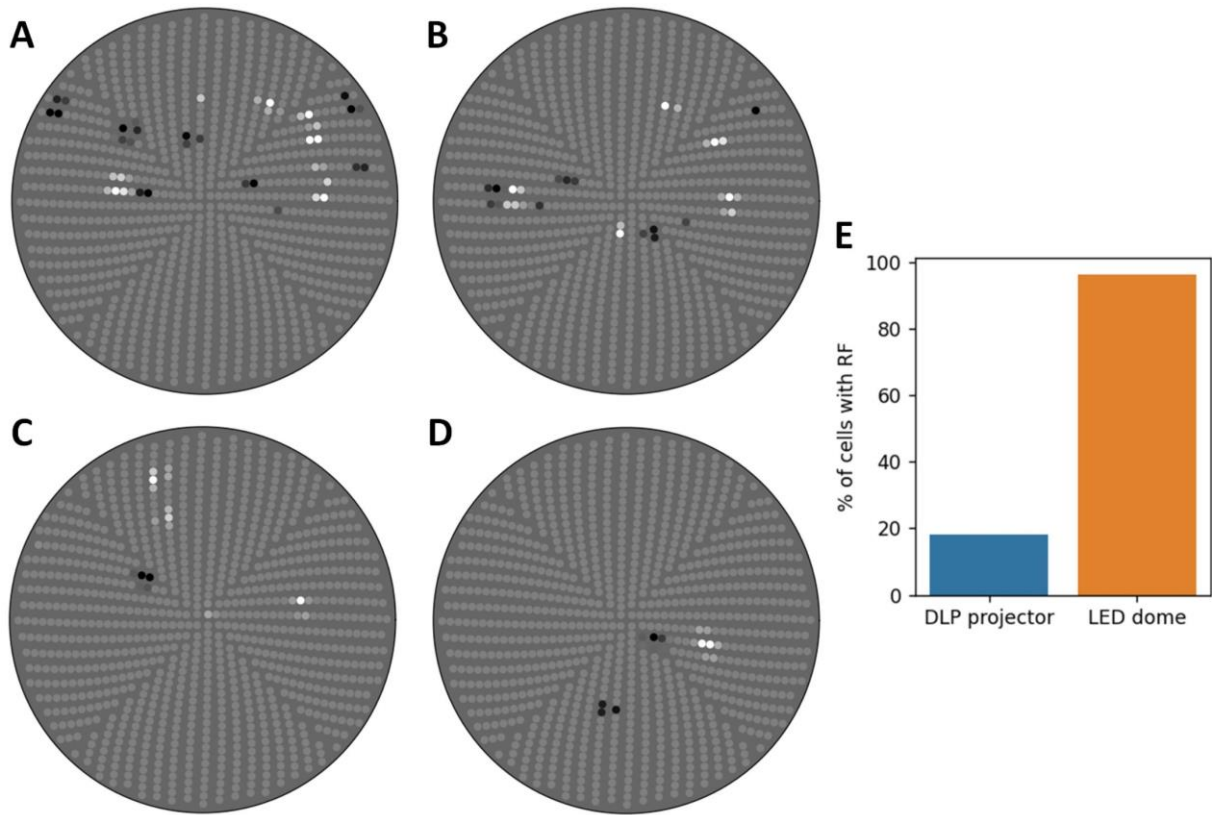 A
B
C
D
E
% of cells with RF
100
80
60
40
20
0
DLP projector
LED dome